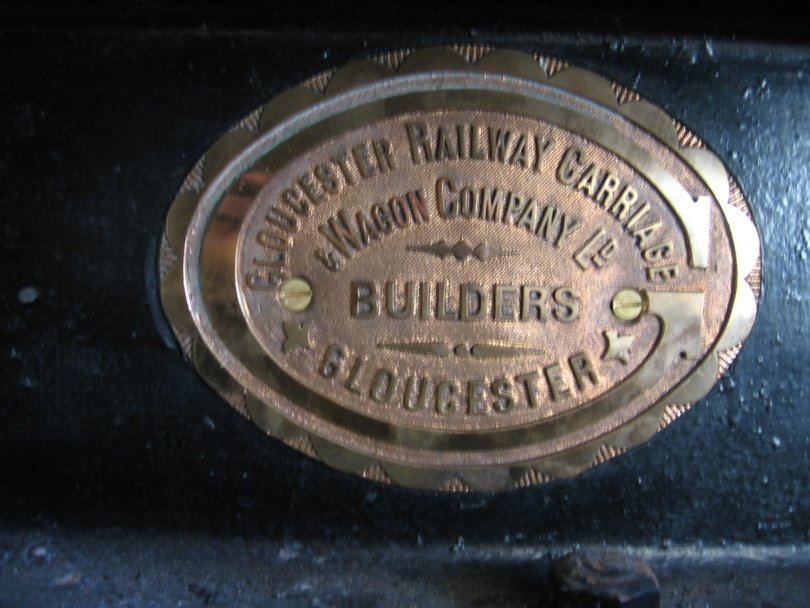 GLOUCESTER RAILWAY CARRIAGE
& WAGON COMPANY LD
BUILDERS
GLOUCESTER